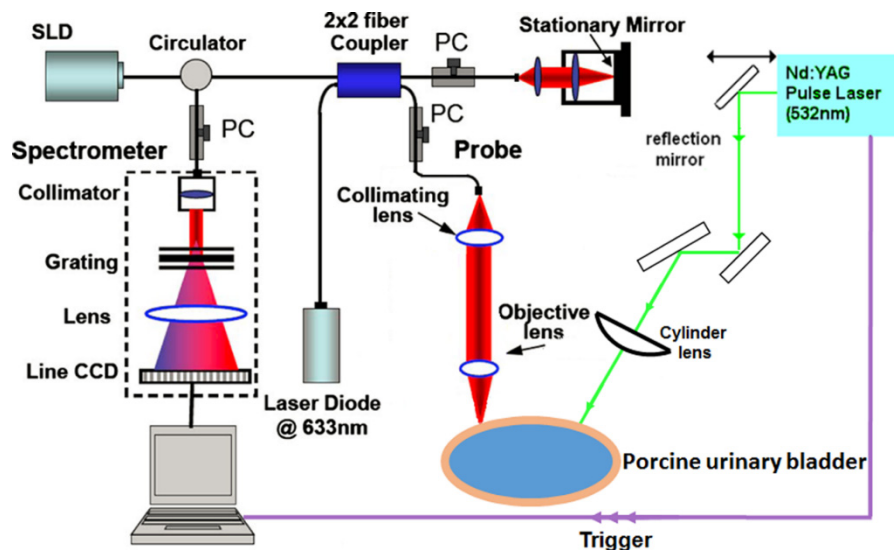 SLD
Circulator
2x2 fiber
Coupler
PC
Stationary Mirror
Nd:YAG
Pulse Laser
(532nm)
PC
PC
reflection
mirror
Spectrometer
Probe
Collimator
Collimating
lens
Grating
Lens
Objective
lens
Cylinder
lens
Line CCD
Laser Diode
@ 633nm
Porcine urinary bladder
Trigger